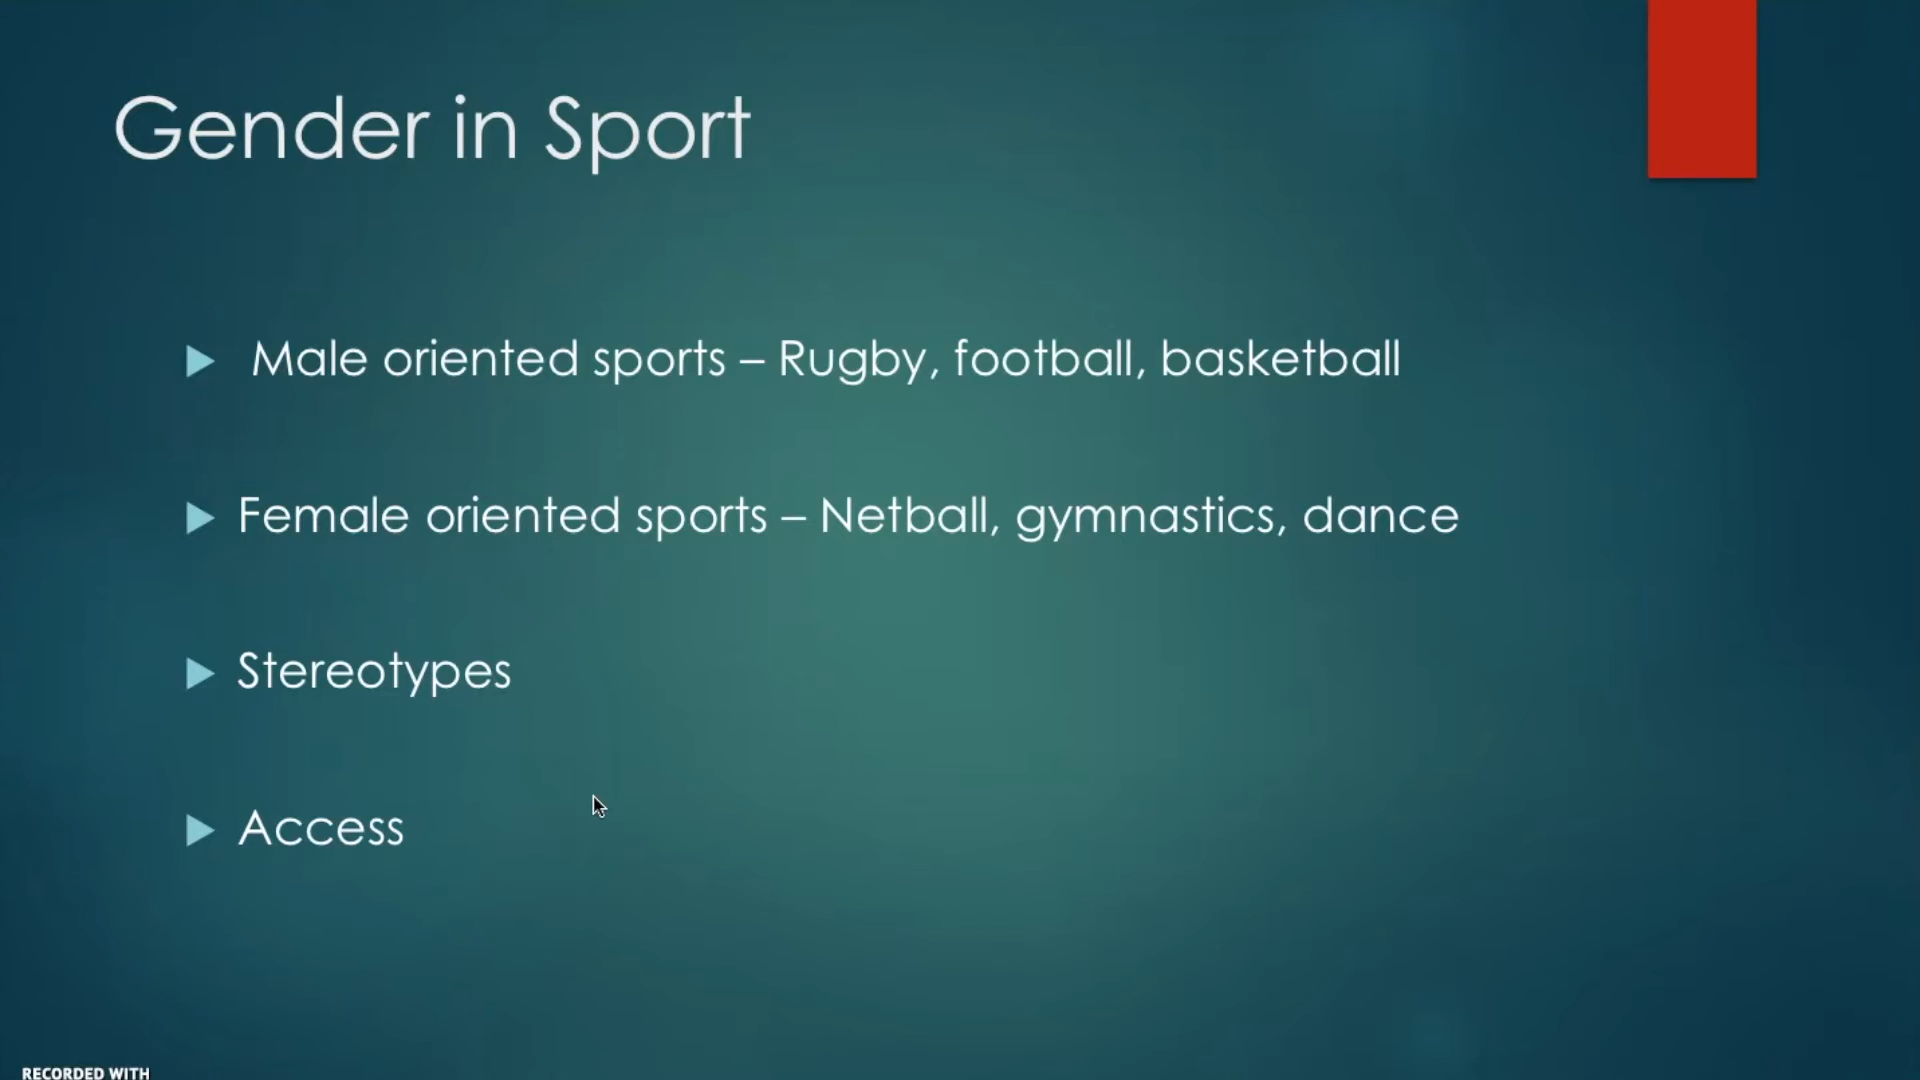 Gender in Sport
Male oriented sports – Rugby, football, basketball
Female oriented sports – Netball, gymnastics, dance
Stereotypes
Access
RECORDED WITH